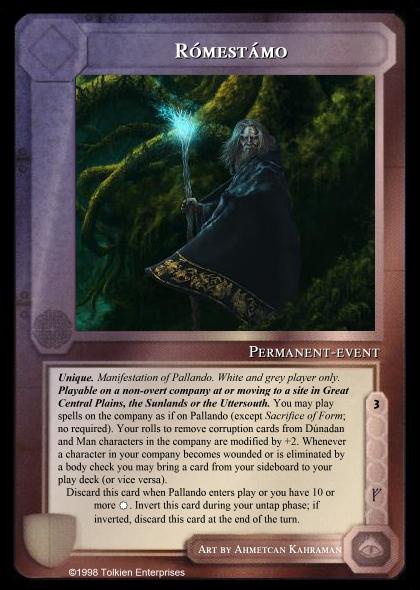 RÓMESTÁMO
PERMANENT-EVENT
Unique. Manifestation of Pallando. White and grey player only.
Playable on a non-overt company at or moving to a site in Great
Central Plains, the Sunlands or the Uttersouth. You may play
spells on the company as if on Pallando (except Sacrifice of Form;
no required). Your rolls to remove corruption cards from Dúnadan
and Man characters in the company are modified by +2. Whenever
a character in your company becomes wounded or is eliminated by
a body check you may bring a card from your sideboard to your
play deck (or vice versa).
3
Discard this card when Pallando enters play or you have 10 or
more . Invert this card during your untap phase; if
inverted, discard this card at the end of the turn.
ART BY AHMETCAN KAHRAMAN
©1998 Tolkien Enterprises